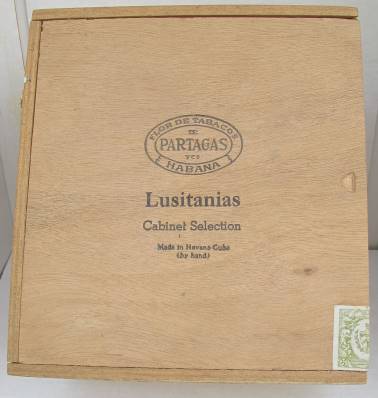 FLOR DE TABACOS
DE
PARTAGAS
Y CA
HABANA
Lusitanias
Cabinet Selection
Made in Havana-Cuba
(by hand)